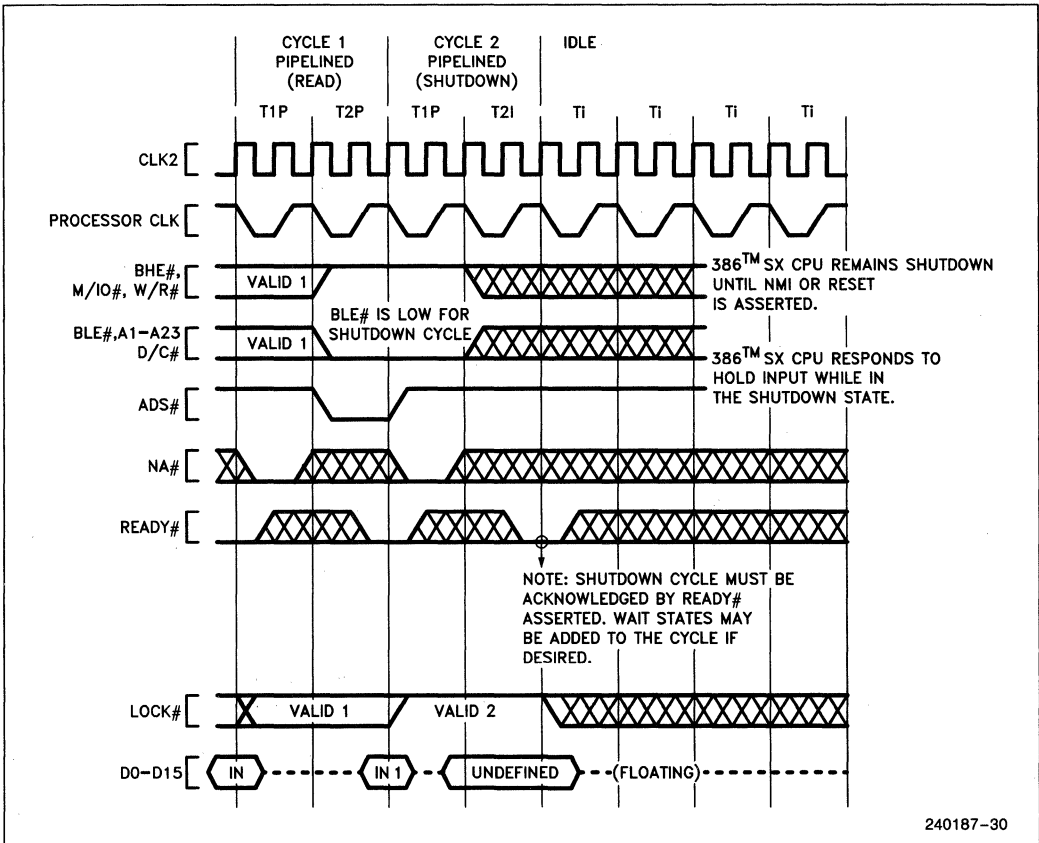 CYCLE 1
PIPELINED
(READ)
CYCLE 2
PIPELINED
(SHUTDOWN)
IDLE
T1P T2P T1P T2I Ti Ti Ti Ti
CLK2
PROCESSOR CLK
BHE#,
M/IO#, W/R#
VALID 1
386™ SX CPU REMAINS SHUTDOWN
UNTIL NMI OR RESET
IS ASSERTED.
BLE# IS LOW FOR
SHUTDOWN CYCLE
BLE#,A1-A23
D/C#
VALID 1
386™ SX CPU RESPONDS TO
HOLD INPUT WHILE IN
THE SHUTDOWN STATE.
ADS#
NA#
READY#
NOTE: SHUTDOWN CYCLE MUST BE
ACKNOWLEDGED BY READY#
ASSERTED. WAIT STATES MAY
BE ADDED TO THE CYCLE IF
DESIRED.
LOCK#
VALID 1 VALID 2
D0-D15
IN IN 1 UNDEFINED (FLOATING)
240187-30